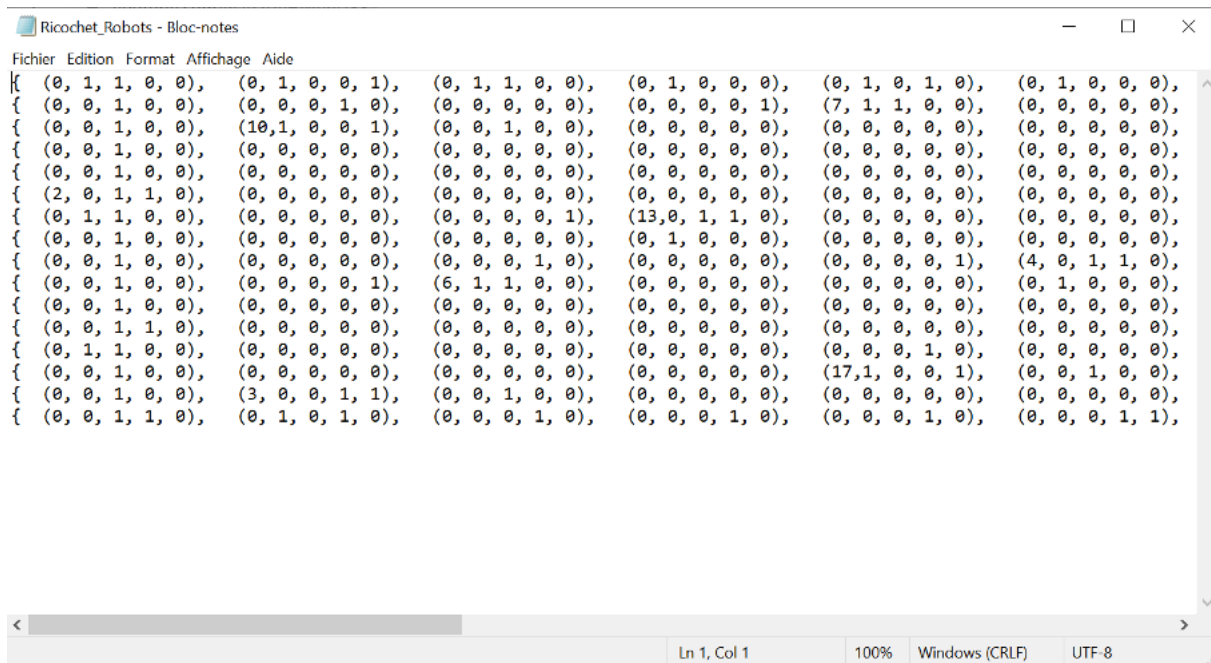 Ricochet_Robots - Bloc-notes
Fichier Edition Format Affichage Aide
{ (0, 1, 1, 0, 0), (0, 1, 0, 0, 1), (0, 1, 1, 0, 0), (0, 1, 0, 0, 0), (0, 1, 0, 1, 0), (0, 1, 0, 0, 0),
{ (0, 0, 1, 0, 0), (0, 0, 0, 1, 0), (0, 0, 0, 0, 0), (0, 0, 0, 0, 1), (7, 1, 1, 0, 0), (0, 0, 0, 0, 0),
{ (0, 0, 1, 0, 0), (10,1, 0, 0, 1), (0, 0, 1, 0, 0), (0, 0, 0, 0, 0), (0, 0, 0, 0, 0), (0, 0, 0, 0, 0),
{ (0, 0, 1, 0, 0), (0, 0, 0, 0, 0), (0, 0, 0, 0, 0), (0, 0, 0, 0, 0), (0, 0, 0, 0, 0), (0, 0, 0, 0, 0),
{ (0, 0, 1, 0, 0), (0, 0, 0, 0, 0), (0, 0, 0, 0, 0), (0, 0, 0, 0, 0), (0, 0, 0, 0, 0), (0, 0, 0, 0, 0),
{ (2, 0, 1, 1, 0), (0, 0, 0, 0, 0), (0, 0, 0, 0, 0), (0, 0, 0, 0, 0), (0, 0, 0, 0, 0), (0, 0, 0, 0, 0),
{ (0, 1, 1, 0, 0), (0, 0, 0, 0, 0), (0, 0, 0, 0, 1), (13,0, 1, 1, 0), (0, 0, 0, 0, 0), (0, 0, 0, 0, 0),
{ (0, 0, 1, 0, 0), (0, 0, 0, 0, 0), (0, 0, 0, 0, 0), (0, 1, 0, 0, 0), (0, 0, 0, 0, 0), (0, 0, 0, 0, 0),
{ (0, 0, 1, 0, 0), (0, 0, 0, 0, 0), (0, 0, 0, 1, 0), (0, 0, 0, 0, 0), (0, 0, 0, 0, 1), (4, 0, 1, 1, 0),
{ (0, 0, 1, 0, 0), (0, 0, 0, 0, 1), (6, 1, 1, 0, 0), (0, 0, 0, 0, 0), (0, 0, 0, 0, 0), (0, 1, 0, 0, 0),
{ (0, 0, 1, 0, 0), (0, 0, 0, 0, 0), (0, 0, 0, 0, 0), (0, 0, 0, 0, 0), (0, 0, 0, 0, 0), (0, 0, 0, 0, 0),
{ (0, 0, 1, 1, 0), (0, 0, 0, 0, 0), (0, 0, 0, 0, 0), (0, 0, 0, 0, 0), (0, 0, 0, 0, 0), (0, 0, 0, 0, 0),
{ (0, 1, 1, 0, 0), (0, 0, 0, 0, 0), (0, 0, 0, 0, 0), (0, 0, 0, 0, 0), (0, 0, 0, 1, 0), (0, 0, 0, 0, 0),
{ (0, 0, 1, 0, 0), (0, 0, 0, 0, 0), (0, 0, 0, 0, 0), (0, 0, 0, 0, 0), (17,1, 0, 0, 1), (0, 0, 1, 0, 0),
{ (0, 0, 1, 0, 0), (3, 0, 0, 1, 1), (0, 0, 1, 0, 0), (0, 0, 0, 0, 0), (0, 0, 0, 0, 0), (0, 0, 0, 0, 0),
{ (0, 0, 1, 1, 0), (0, 1, 0, 1, 0), (0, 0, 0, 1, 0), (0, 0, 0, 1, 0), (0, 0, 0, 1, 0), (0, 0, 0, 1, 1),
Ln 1, Col 1 100% Windows (CRLF) UTF-8